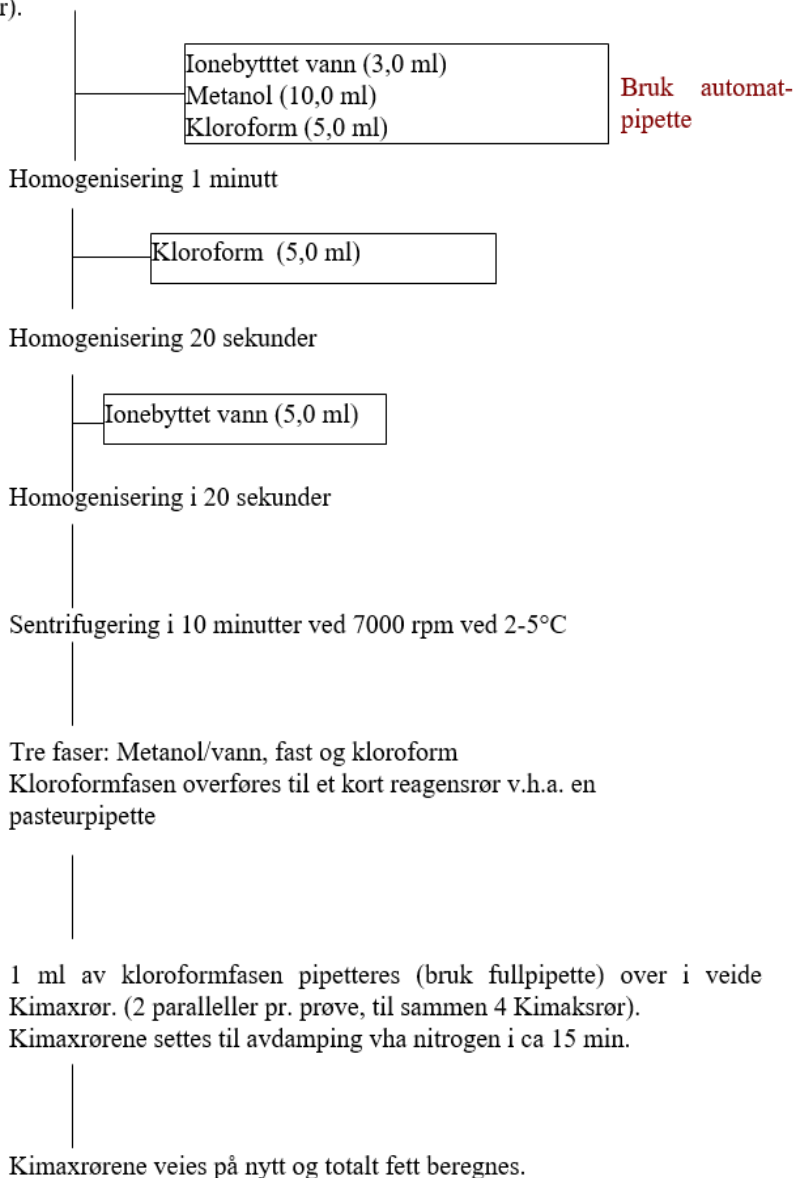 r).
Ionebytttet vann (3,0 ml)
Metanol (10,0 ml)
Kloroform (5,0 ml)
Bruk automat-
pipette
Homogenisering 1 minutt
Kloroform (5,0 ml)
Homogenisering 20 sekunder
Ionebyttet vann (5,0 ml)
Homogenisering i 20 sekunder
Sentrifugering i 10 minutter ved 7000 rpm ved 2-5°C
Tre faser: Metanol/vann, fast og kloroform
Kloroformfasen overføres til et kort reagensrør v.h.a. en
pasteurpipette
1 ml av kloroformfasen pipetteres (bruk fullpipette) over i veide
Kimaxrør. (2 paralleller pr. prøve, til sammen 4 Kimaksrør).
Kimaxrørene settes til avdamping vha nitrogen i ca 15 min.
Kimaxrørene veies på nytt og totalt fett beregnes.